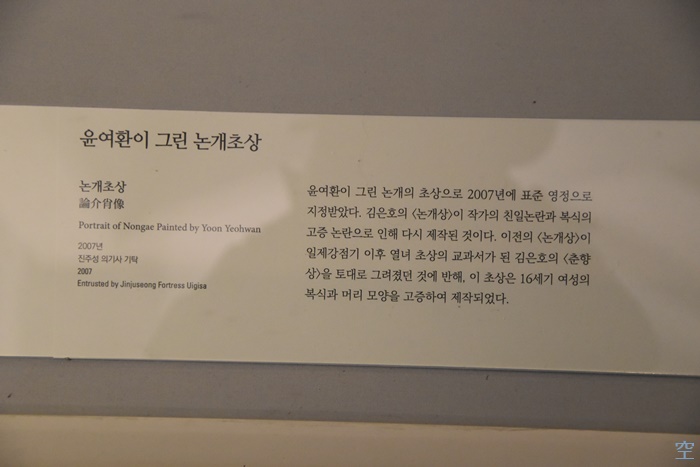 윤여환이 그린 논개초상
논개초상
論介肖像
Portrait of Nongae Painted by Yoon Yeohwan
2007년
진주성 의기사 기탁
2007
Entrusted by Jinjuseong Fortress Uigisa
윤여환이 그린 논개의 초상으로 2007년에 표준 영정으로
지정받았다. 김은호의 〈논개상〉이 작가의 친일논란과 복식의
고증 논란으로 인해 다시 제작된 것이다. 이전의 〈논개상〉이
일제강점기 이후 열녀 초상의 교과서가 된 김은호의 〈춘향
상〉을 토대로 그려졌던 것에 반해, 이 초상은 16세기 여성의
복식과 머리 모양을 고증하여 제작되었다.
空